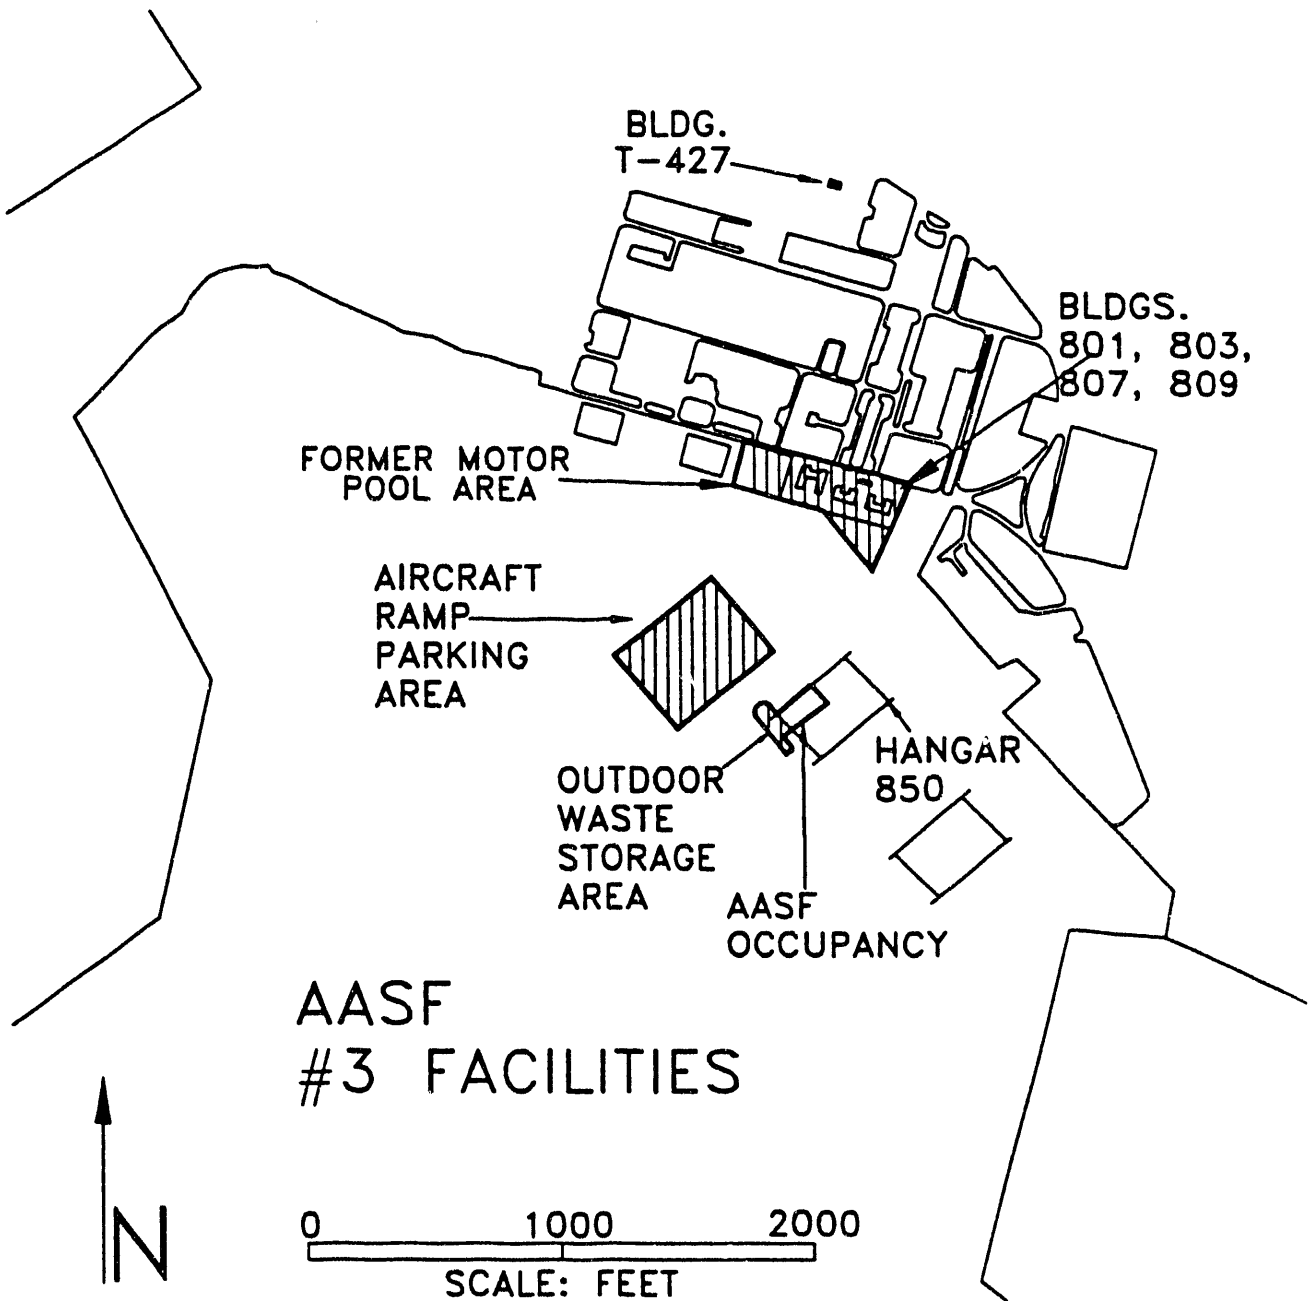 BLDG.
T-427
BLDGS.
801, 803,
807, 809
FORMER MOTOR
POOL AREA
AIRCRAFT
RAMP
PARKING
AREA
HANGAR
850
OUTDOOR
WASTE
STORAGE
AREA
AASF
OCCUPANCY
AASF
#3 FACILITIES
N
0 1000 2000
SCALE: FEET